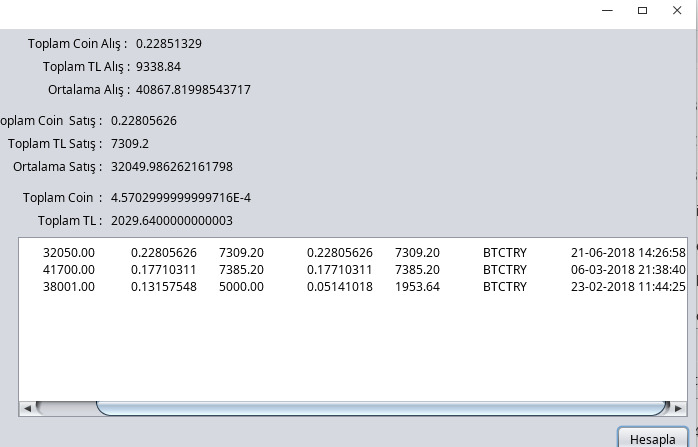 Toplam Coin Alış : 0.22851329
Toplam TL Alış : 9338.84
Ortalama Alış : 40867.81998543717
oplam Coin Satış : 0.22805626
Toplam TL Satış : 7309.2
Ortalama Satış : 32049.986262161798
Toplam Coin : 4.5702999999999716E-4
Toplam TL : 2029.6400000000003
32050.00 0.22805626 7309.20 0.22805626 7309.20 BTCTRY 21-06-2018 14:26:58
41700.00 0.17710311 7385.20 0.17710311 7385.20 BTCTRY 06-03-2018 21:38:40
38001.00 0.13157548 5000.00 0.05141018 1953.64 BTCTRY 23-02-2018 11:44:25
Hesapla